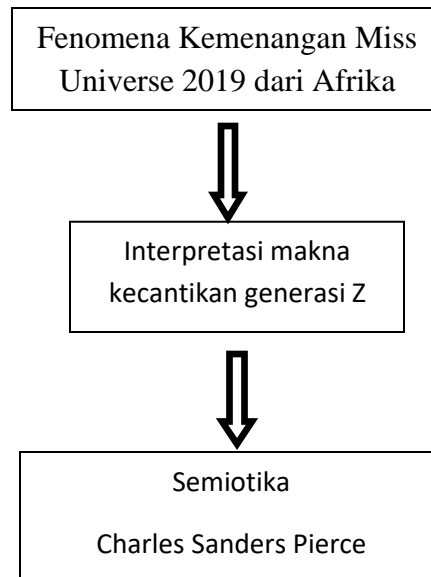 Fenomena Kemenangan Miss
Universe 2019 dari Afrika
Interpretasi makna
kecantikan generasi Z
Semiotika
Charles Sanders Pierce